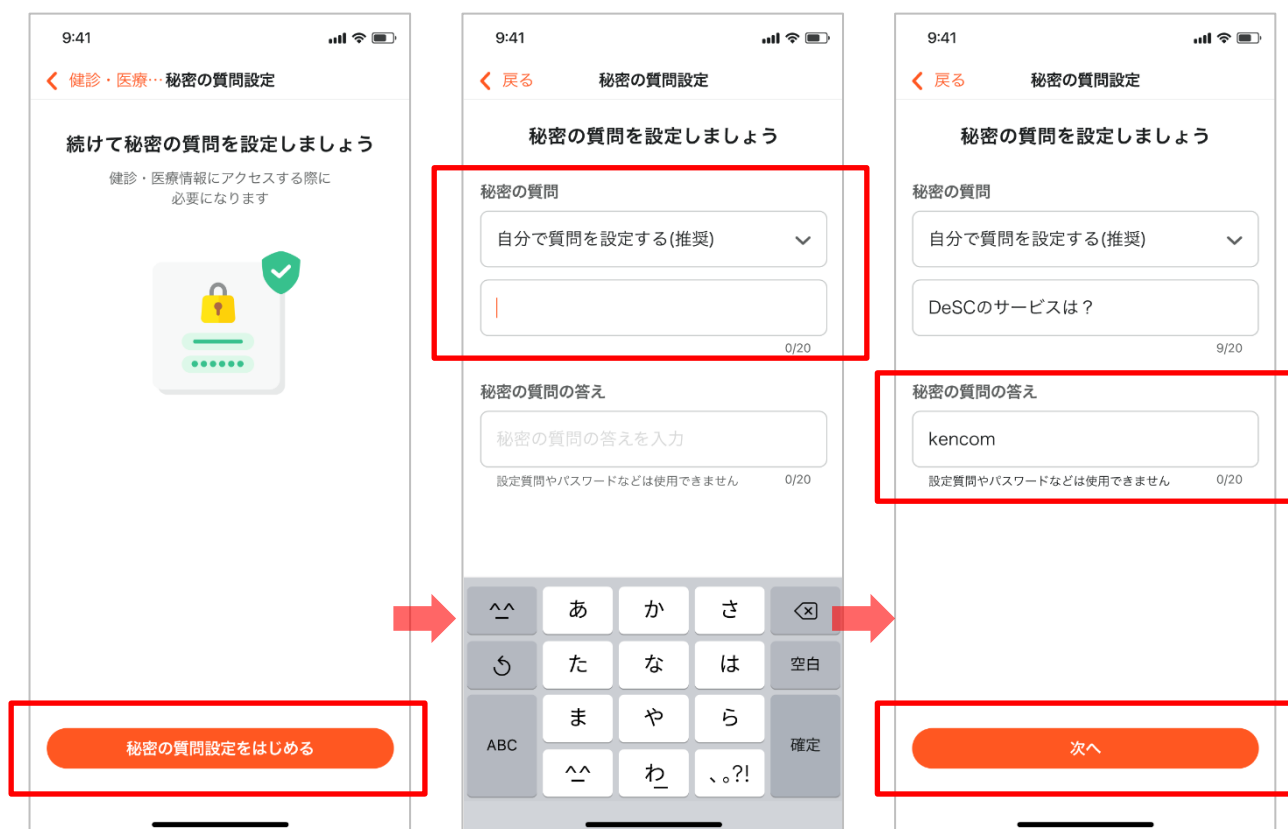 9:41
健診・医療… 秘密の質問設定
続けて秘密の質問を設定しましょう
健診・医療情報にアクセスする際に
必要になります
秘密の質問設定をはじめる
9:41
戻る 秘密の質問設定
秘密の質問を設定しましょう
秘密の質問
自分で質問を設定する(推奨)
0/20
秘密の質問の答え
秘密の質問の答えを入力
設定質問やパスワードなどは使用できません 0/20
^_^ あ か さ
た な は 空白
ABC ま や ら 確定
^^ わ 、。?!
9:41
戻る 秘密の質問設定
秘密の質問を設定しましょう
秘密の質問
自分で質問を設定する(推奨)
DeSCのサービスは？
9/20
秘密の質問の答え
kencom
設定質問やパスワードなどは使用できません 0/20
次へ